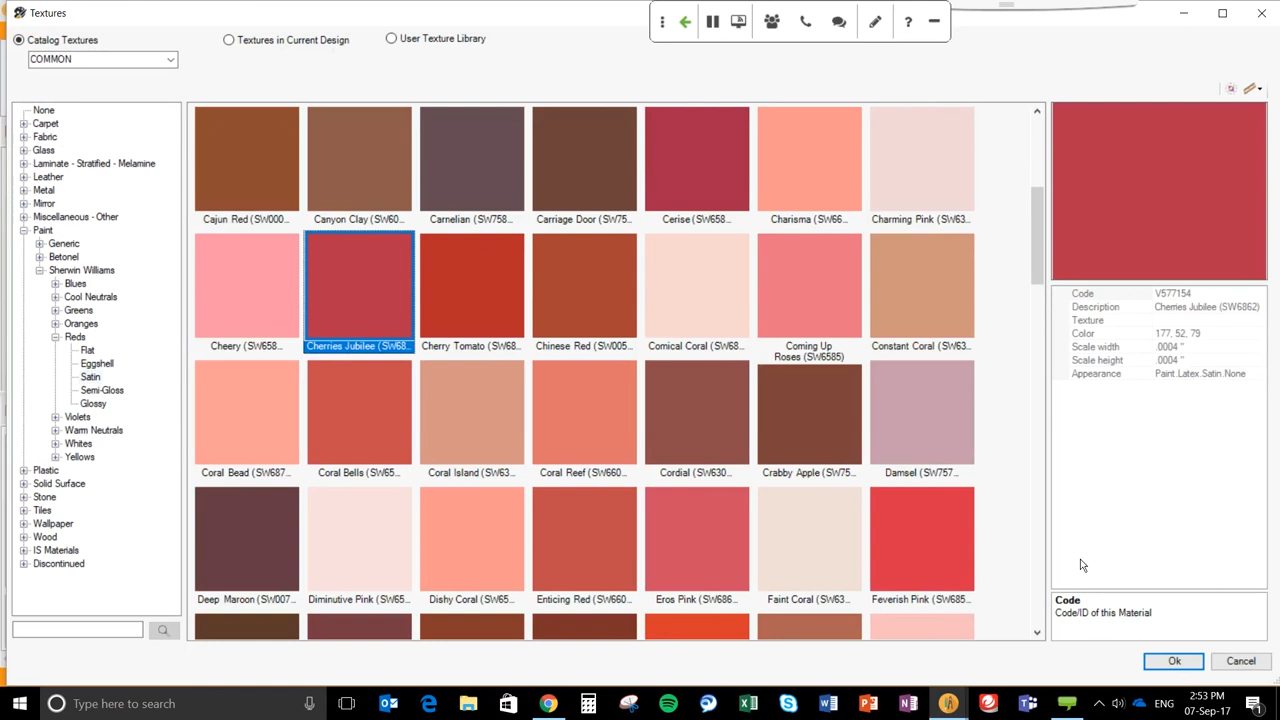 Textures
Catalog Textures
Textures in Current Design
User Texture Library
COMMON
None
Carpet
Fabric
Glass
Laminate - Stratified - Melamine
Leather
Metal
Mirror
Miscellaneous - Other
Paint
Generic
Betonel
Sherwin Williams
Blues
Cool Neutrals
Greens
Oranges
Reds
Flat
Eggshell
Satin
Semi-Gloss
Glossy
Violets
Warm Neutrals
Whites
Yellows
Plastic
Solid Surface
Stone
Tiles
Wallpaper
Wood
IS Materials
Discontinued
Cajun Red (SW000...
Canyon Clay (SW60...
Carnelian (SW758...
Carriage Door (SW75...
Cerise (SW658...
Charisma (SW66...
Charming Pink (SW63...
Cheery (SW658...
Cherries Jubilee (SW68...
Cherry Tomato (SW68...
Chinese Red (SW005...
Comical Coral (SW68...
Coming Up
Roses (SW6585)
Constant Coral (SW63...
Coral Bead (SW687...
Coral Bells (SW65...
Coral Island (SW63...
Coral Reef (SW660...
Cordial (SW630...
Crabby Apple (SW75...
Damsel (SW757...
Deep Maroon (SW007...
Diminutive Pink (SW65...
Dishy Coral (SW65...
Enticing Red (SW660...
Eros Pink (SW686...
Faint Coral (SW63...
Feverish Pink (SW685...
Code V577154
Description Cherries Jubilee (SW6862)
Texture
Color 177, 52, 79
Scale width .0004 "
Scale height .0004 "
Appearance Paint.Latex.Satin.None
Code
Code/ID of this Material
Ok
Cancel
Type here to search
ENG
2:53 PM
07-Sep-17